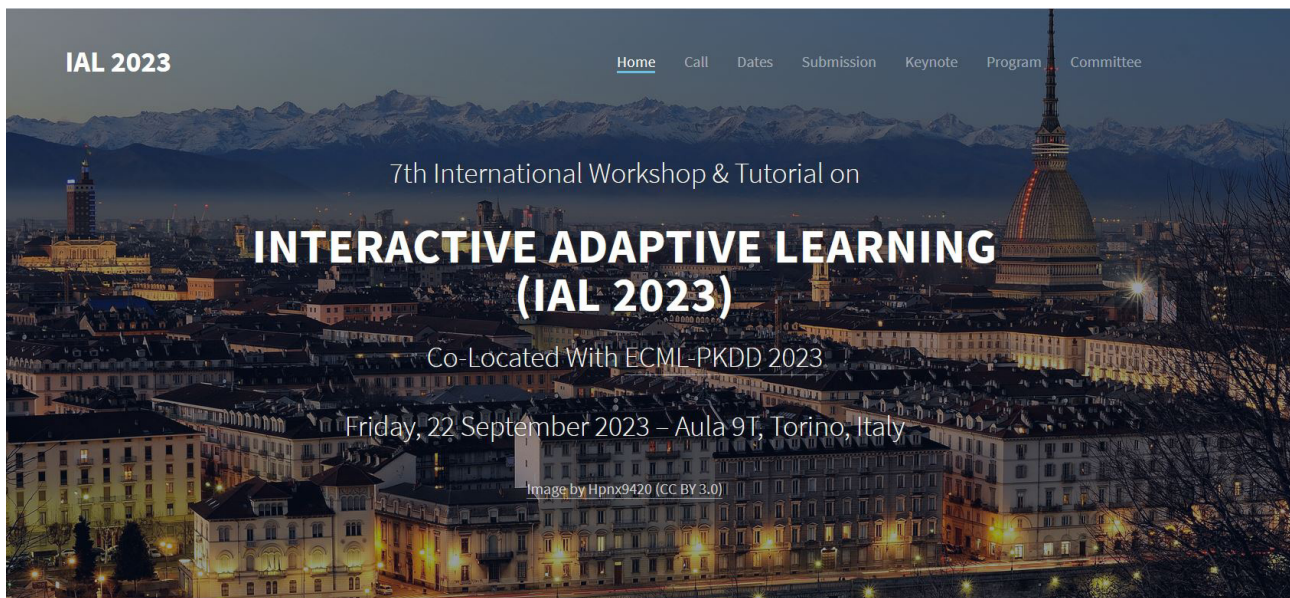 IAL 2023
Home Call Dates Submission Keynote Program Committee
7th International Workshop & Tutorial on
INTERACTIVE ADAPTIVE LEARNING
(IAL 2023)
Co-Located With ECML-PKDD 2023
Friday, 22 September 2023 – Aula 9T, Torino, Italy
Image by Hpnx9420 (CC BY 3.0)